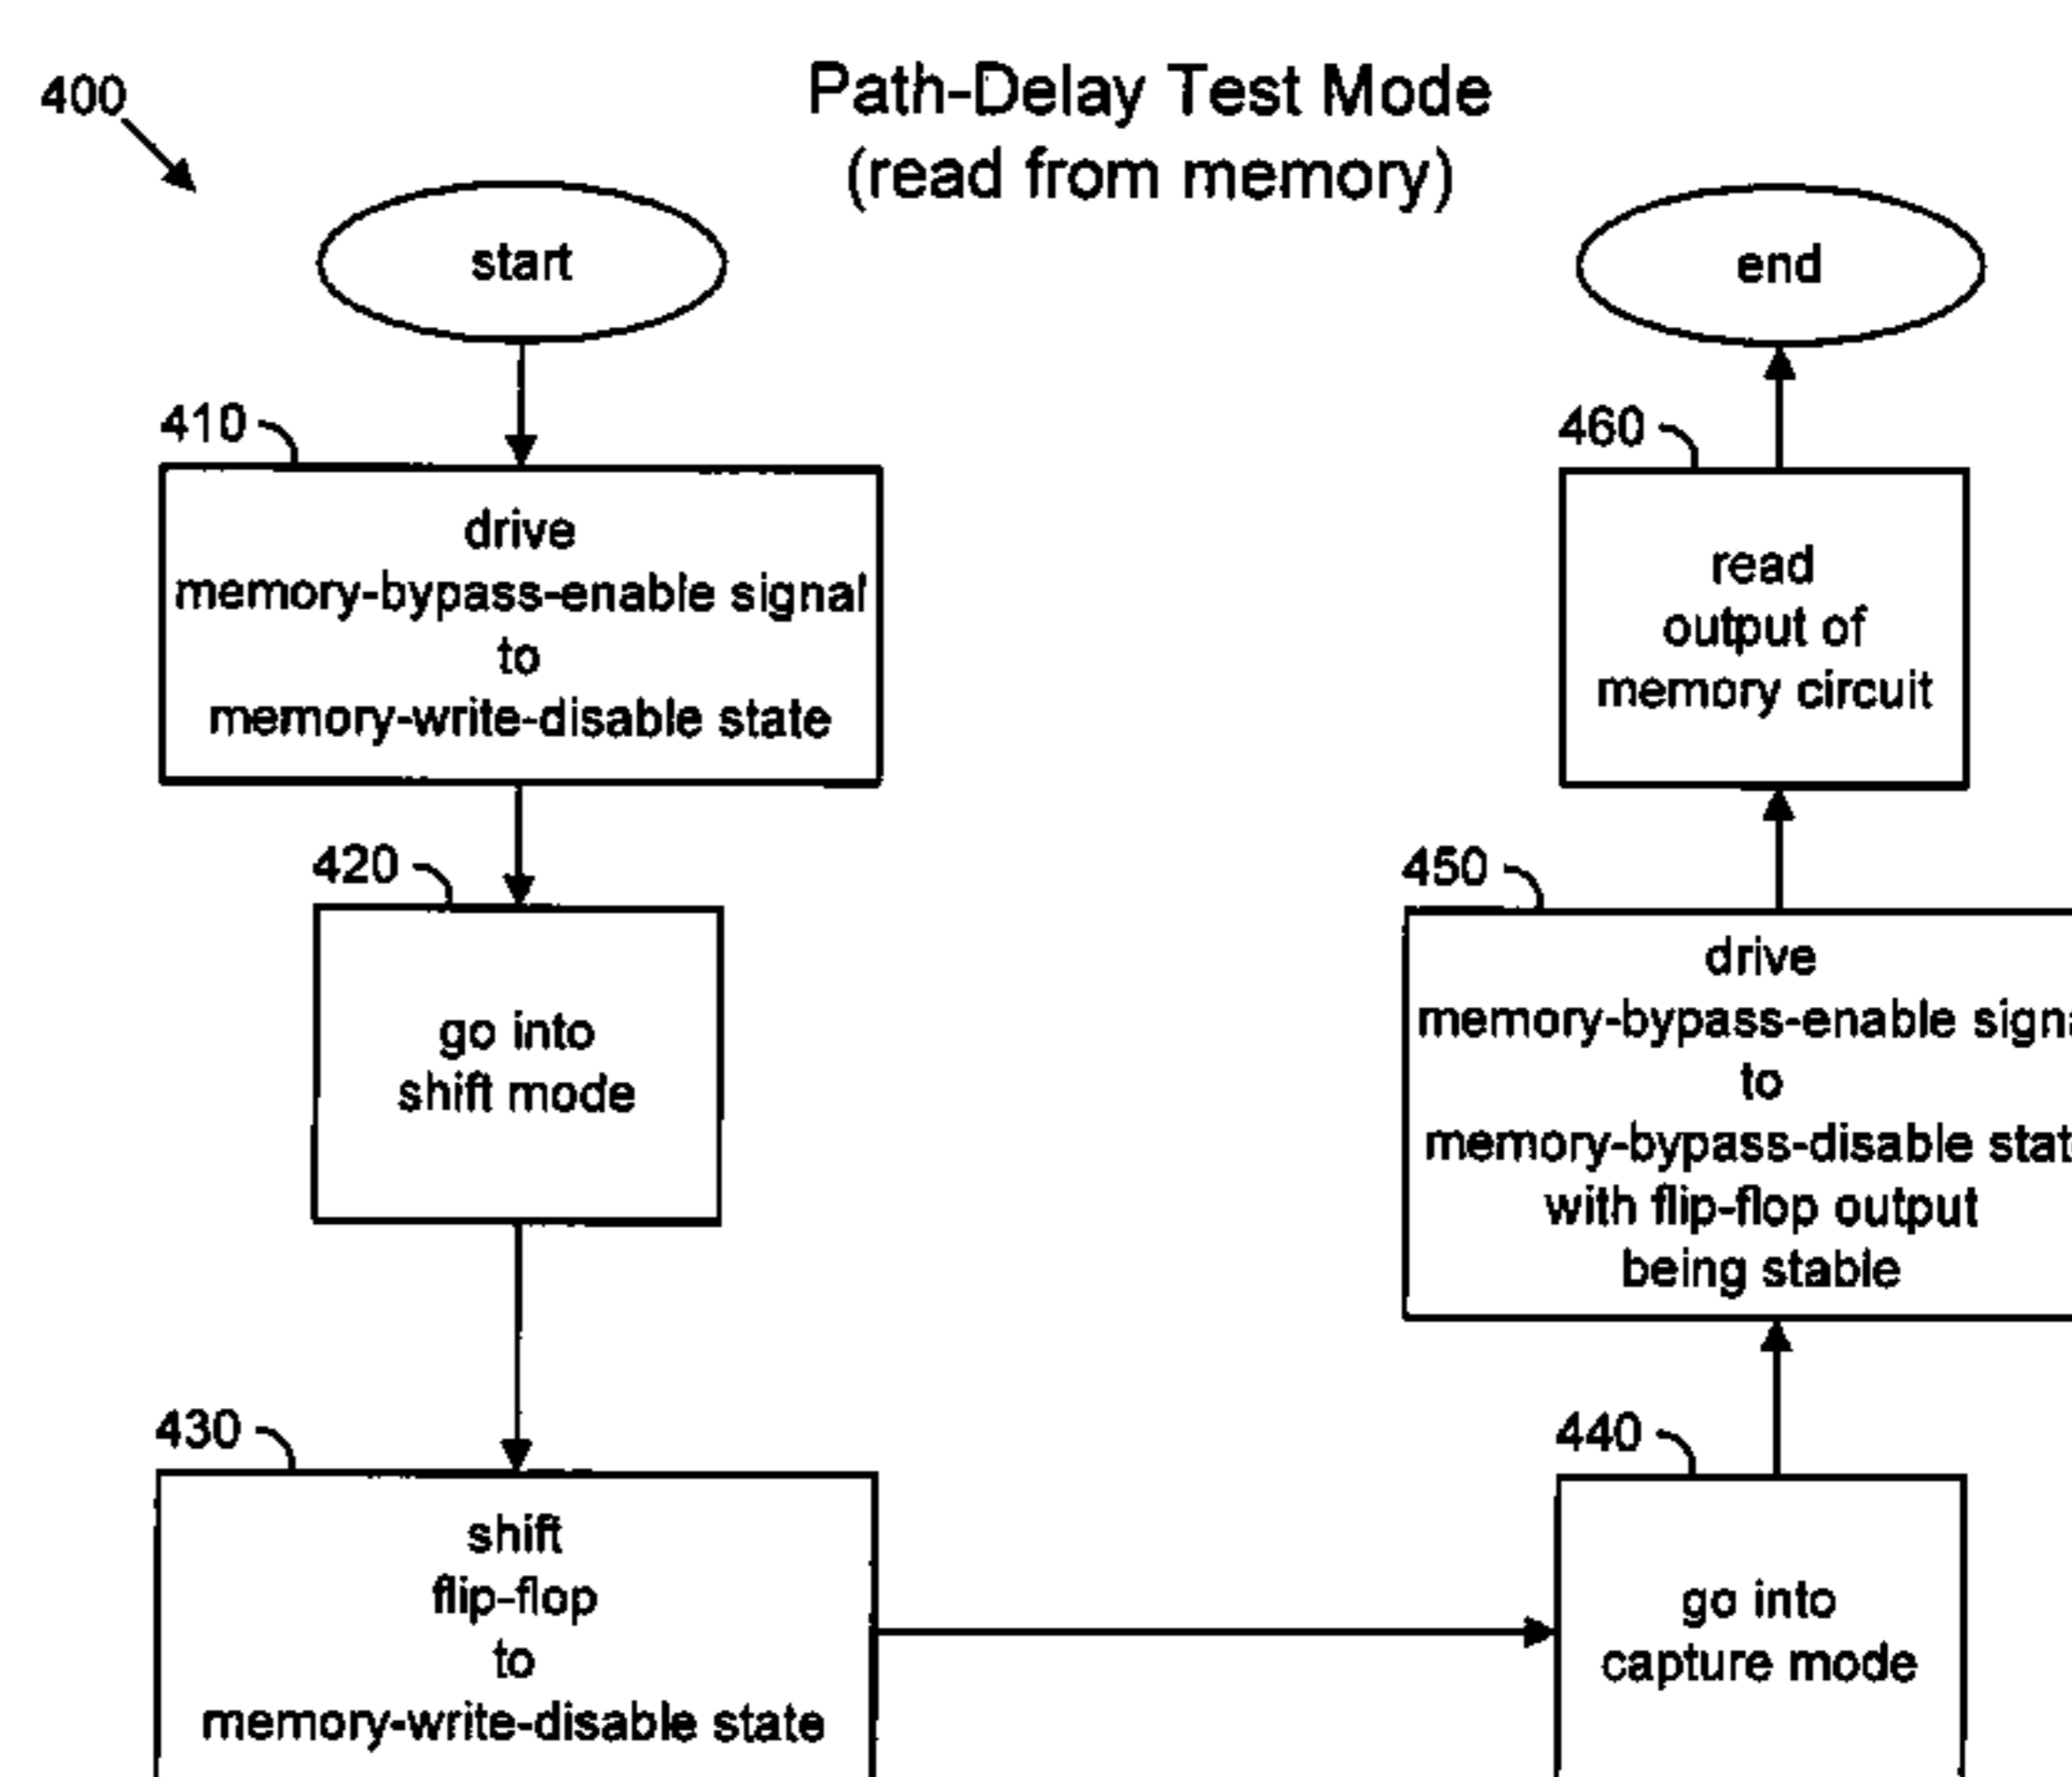 400
Path-Delay Test Mode
(read from memory)
start
410
drive
memory-bypass-enable signal
to
memory-write-disable state
420
go into
shift mode
430
shift
flip-flop
to
memory-write-disable state
440
go into
capture mode
450
drive
memory-bypass-enable
to
memory-bypass-disable
with flip-flop output
being stable
460
read
output of
memory circuit
end